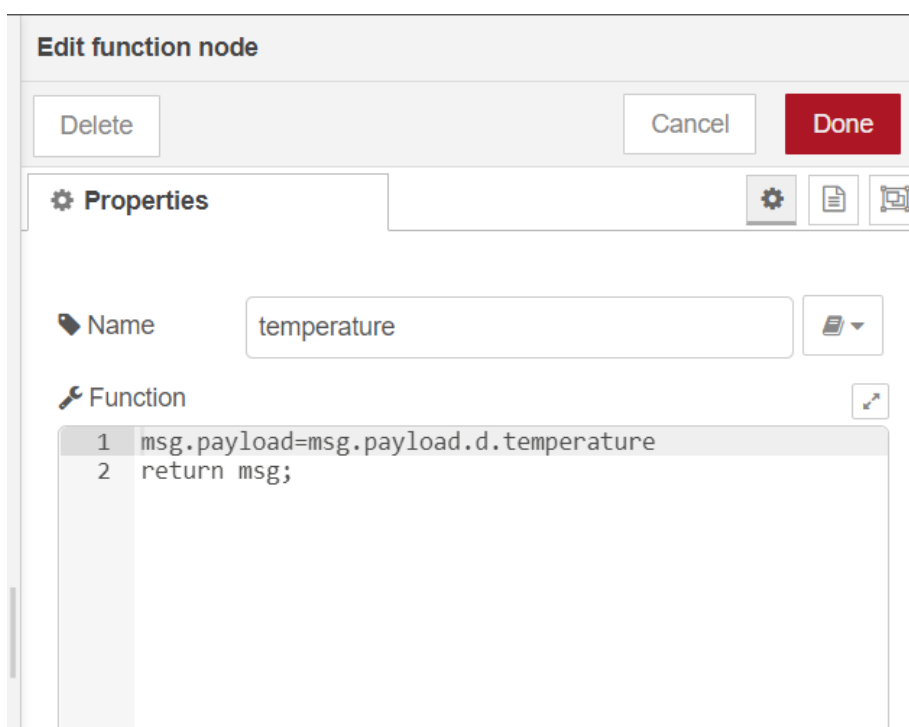 Edit function node
Delete Cancel Done
Properties
Name temperature
Function
1 msg.payload=msg.payload.d.temperature
2 return msg;